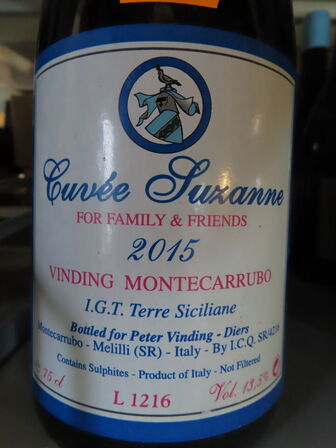 Cuvée Suzanne
FOR FAMILY & FRIENDS
2015
VINDING MONTECARRUBO
I.G.T. Terre Siciliane
Bottled for Peter Vinding - Diers
Montecarrubo - Melilli (SR) - Italy - By I.C.Q. SR/4216
Contains Sulphites - Product of Italy - Not Filtered
75 cl
L 1216
Vol. 13,5%